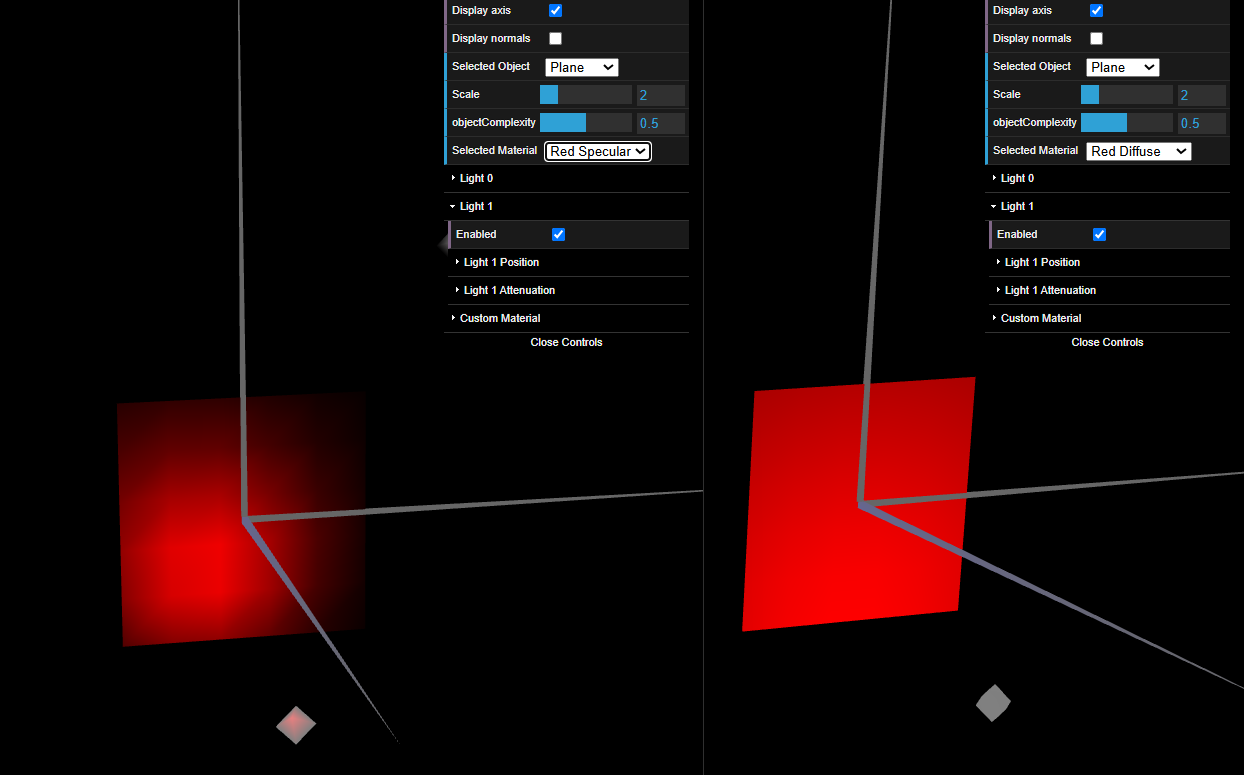 Display axis
Display normals
Selected Object Plane
Scale 2
objectComplexity 0.5
Selected Material Red Specular
Light 0
Light 1
Enabled
Light 1 Position
Light 1 Attenuation
Custom Material
Close Controls
Display axis
Display normals
Selected Object Plane
Scale 2
objectComplexity 0.5
Selected Material Red Diffuse
Light 0
Light 1
Enabled
Light 1 Position
Light 1 Attenuation
Custom Material
Close Controls